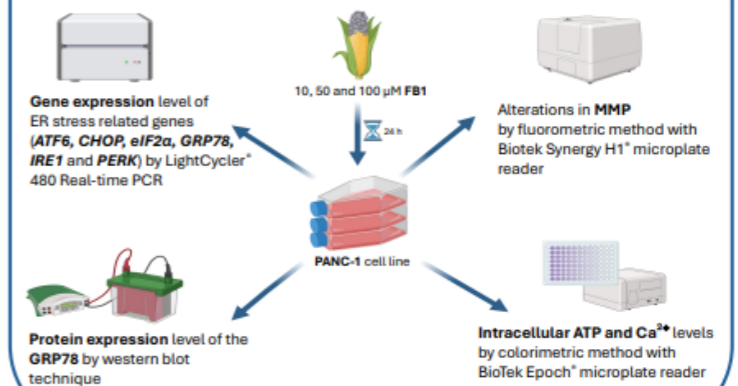 10, 50 and 100 µM FB1
24 h
Gene expression level of
ER stress related genes
(ATF6, CHOP, eIF2α, GRP78,
IRE1 and PERK) by LightCycler®
480 Real-time PCR
Alterations in MMP
by fluorometric method with
Biotek Synergy H1® microplate
reader
PANC-1 cell line
Protein expression level of the
GRP78 by western blot
technique
Intracellular ATP and Ca²⁺ levels
by colorimetric method with
BioTek Epoch® microplate reader